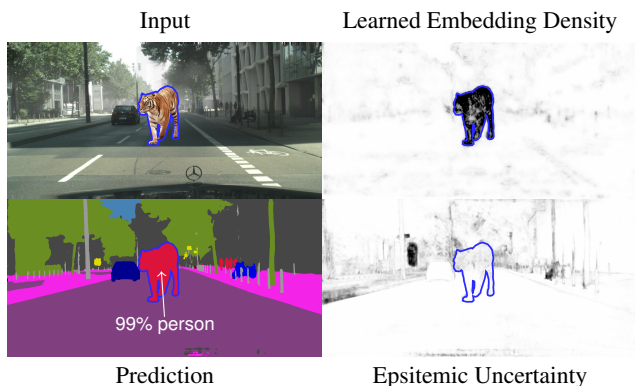 Input
Learned Embedding Density
99% person
Prediction
Epsitemic Uncertainty